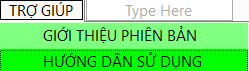 TRỢ GIÚP Type Here
GIỚI THIỆU PHIÊN BẢN
HƯỚNG DẪN SỬ DỤNG